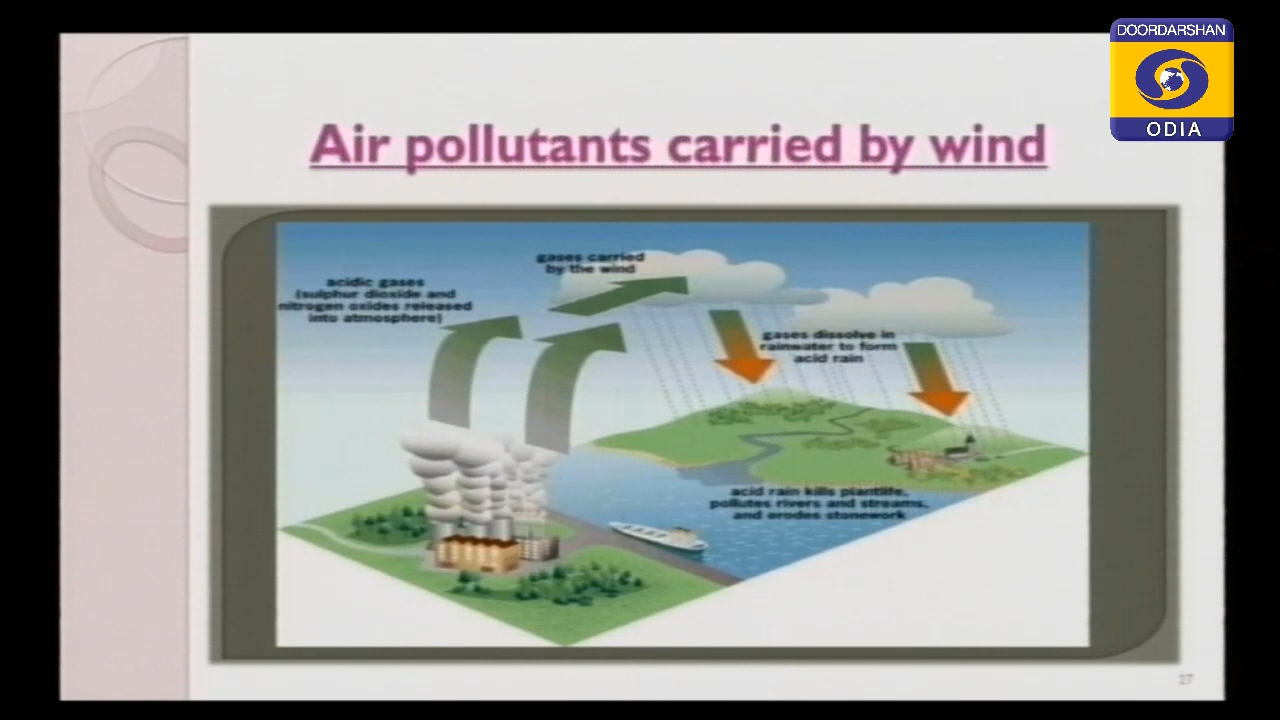 DOORDARSHAN
ODIA
Air pollutants carried by wind
gases carried
by the wind
acidic gases
(sulphur dioxide and
nitrogen oxides released
into atmosphere)
gases dissolve in
rainwater to form
acid rain
acid rain kills plantlife,
pollutes rivers and streams,
and erodes stonework
27